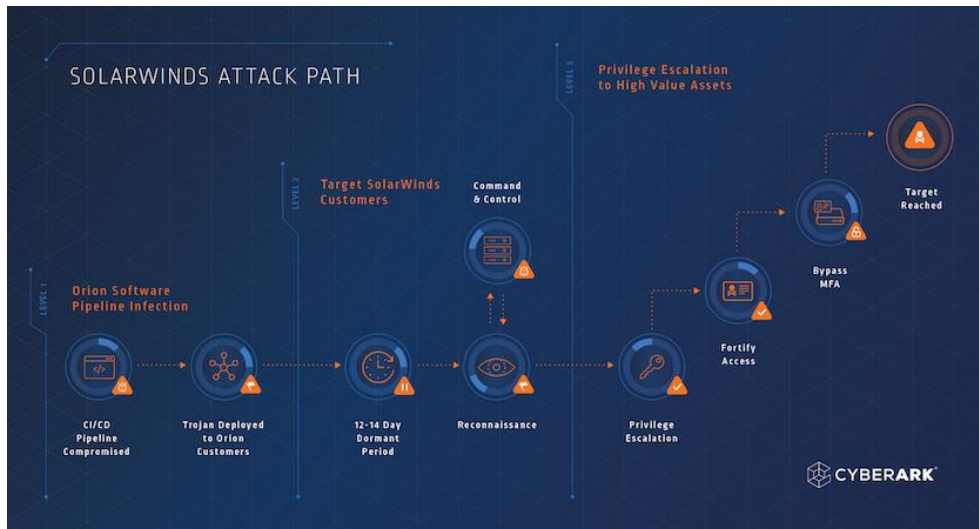 SOLARWINDS ATTACK PATH
LEVEL 1
Orion Software
Pipeline Infection
CI/CD
Pipeline
Compromised
Trojan Deployed
to Orion
Customers
LEVEL 2
Target SolarWinds
Customers
12-14 Day
Dormant
Period
Command
& Control
Reconnaissance
LEVEL 3
Privilege Escalation
to High Value Assets
Privilege
Escalation
Fortify
Access
Bypass
MFA
Target
Reached
CYBERARK®